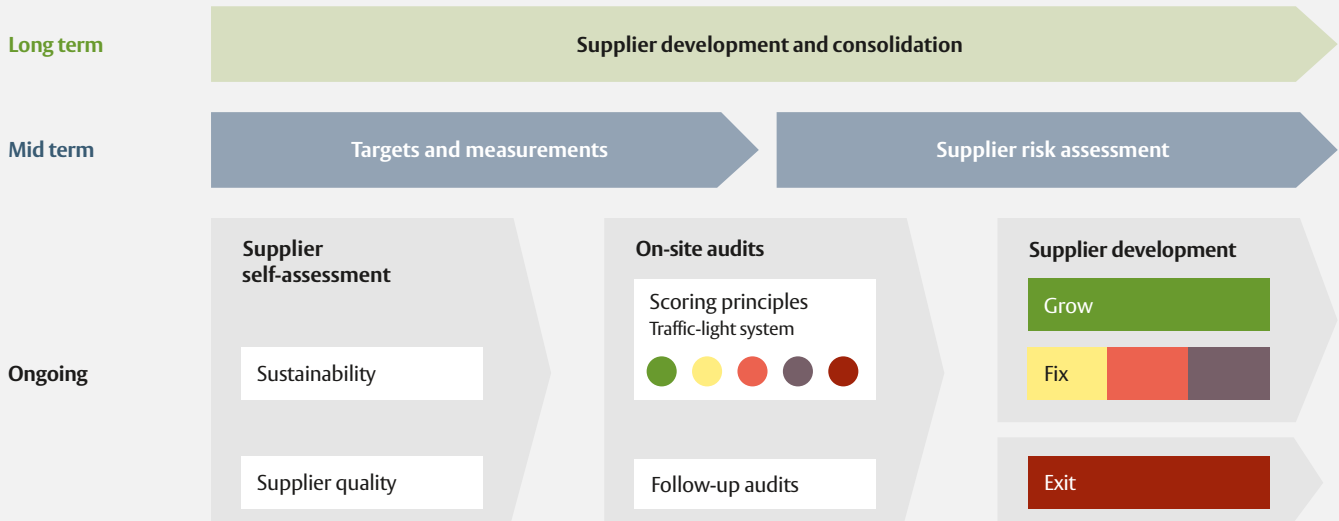 Long term
Supplier development and consolidation
Mid term
Targets and measurements
Supplier risk assessment
Ongoing
Supplier
self-assessment
Sustainability
Supplier quality
On-site audits
Scoring principles
Traffic-light system
Follow-up audits
Supplier development
Grow
Fix
Exit